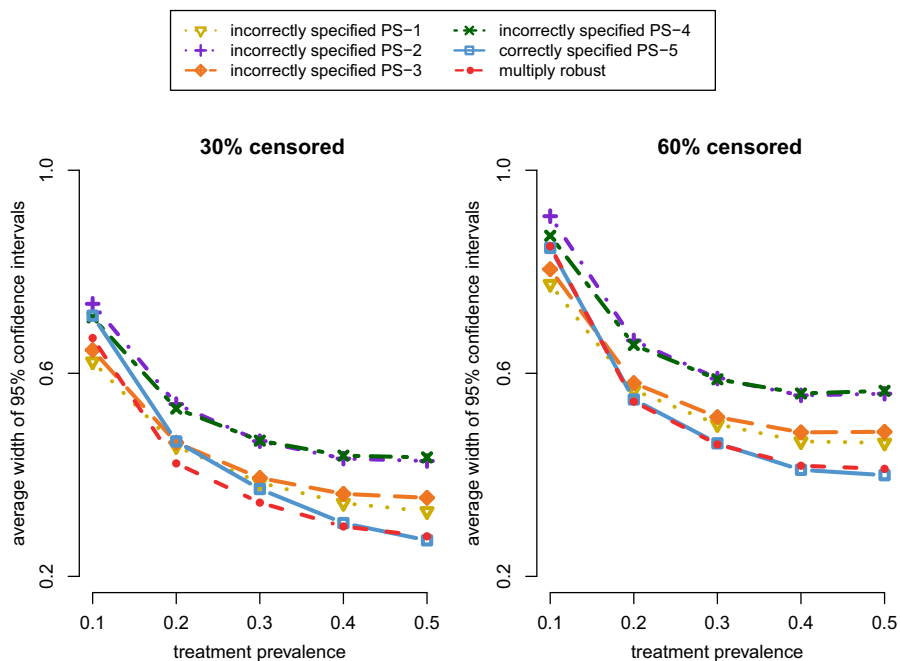 incorrectly specified PS−1
incorrectly specified PS−2
incorrectly specified PS−3
incorrectly specified PS−4
correctly specified PS−5
multiply robust
30% censored
average width of 95% confidence intervals
1.0
0.6
0.2
0.1 0.2 0.3 0.4 0.5
treatment prevalence
60% censored
average width of 95% confidence intervals
1.0
0.6
0.2
0.1 0.2 0.3 0.4 0.5
treatment prevalence